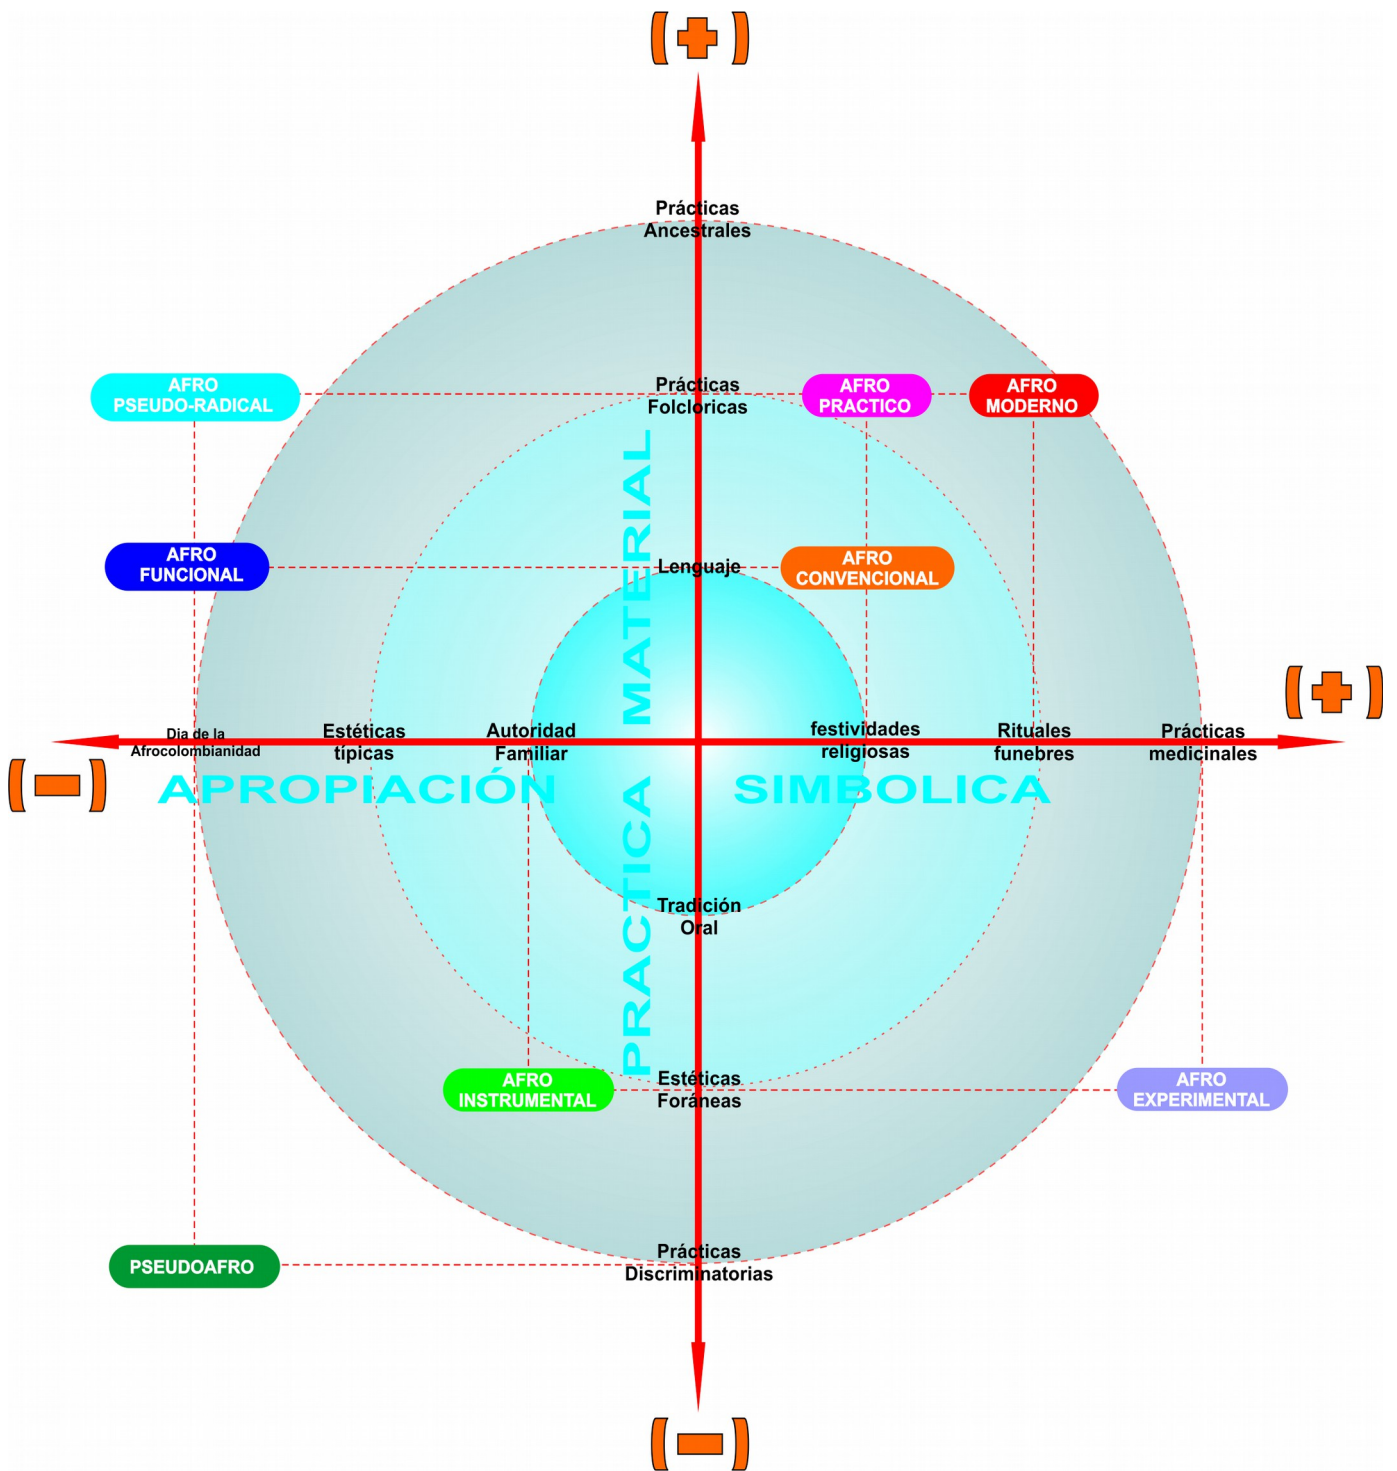 (+)
Prácticas
Ancestrales
AFRO
PSEUDO-RADICAL
Prácticas
Folcloricas
AFRO
PRACTICO
AFRO
MODERNO
AFRO
FUNCIONAL
Lenguaje
AFRO
CONVENCIONAL
PRACTICA MATERIAL
(+)
Dia de la
Afrocolombianidad
Estéticas
típicas
Autoridad
Familiar
festividades
religiosas
Rituales
funebres
Prácticas
medicinales
(-)
APROPIACIÓN SIMBOLICA
Tradición
Oral
AFRO
INSTRUMENTAL
Estéticas
Foráneas
AFRO
EXPERIMENTAL
PSEUDOAFRO
Prácticas
Discriminatorias
(-)